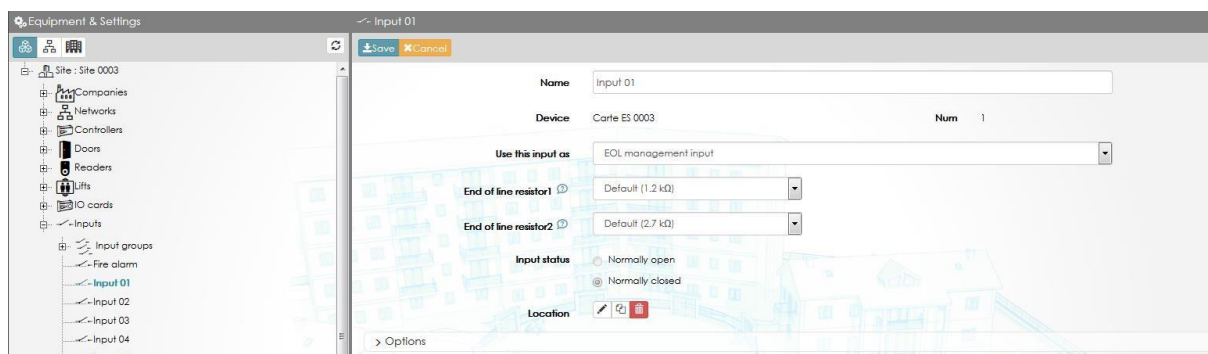 Equipment & Settings
Input 01
Save Cancel
Site : Site 0003
Companies
Networks
Controllers
Doors
Readers
Lifts
IO cards
Inputs
Input groups
Fire alarm
Input 01
Input 02
Input 03
Input 04
Name Input 01
Device Carte ES 0003 Num 1
Use this input as EOL management input
End of line resistor1 Default (1.2 kΩ)
End of line resistor2 Default (2.7 kΩ)
Input status Normally open
Normally closed
Location
Options